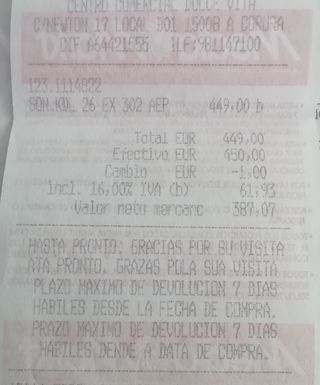 CENTRO COMERCIAL DOLCE VITA
C/NEWTON 17 LOCAL D01 15008 A CORUÑA
CIF A64421555 TLF:981147100
123.1114822
SON.KDL 26 EX 302 AEP 449,00 b
Total EUR 449,00
Efectivo EUR 450,00
Cambio EUR -1,00
incl. 16,00% IVA (b) 61,93
Valor neto mercanc 387,07
HASTA PRONTO. GRACIAS POR SU VISITA
ATA PRONTO. GRAZAS POLA SUA VISITA
PLAZO MAXIMO DE DEVOLUCION 7 DIAS
HABILES DESDE LA FECHA DE COMPRA.
PRAZO MAXIMO DE DEVOLUCION 7 DIAS
HABILES DENDE A DATA DE COMPRA.